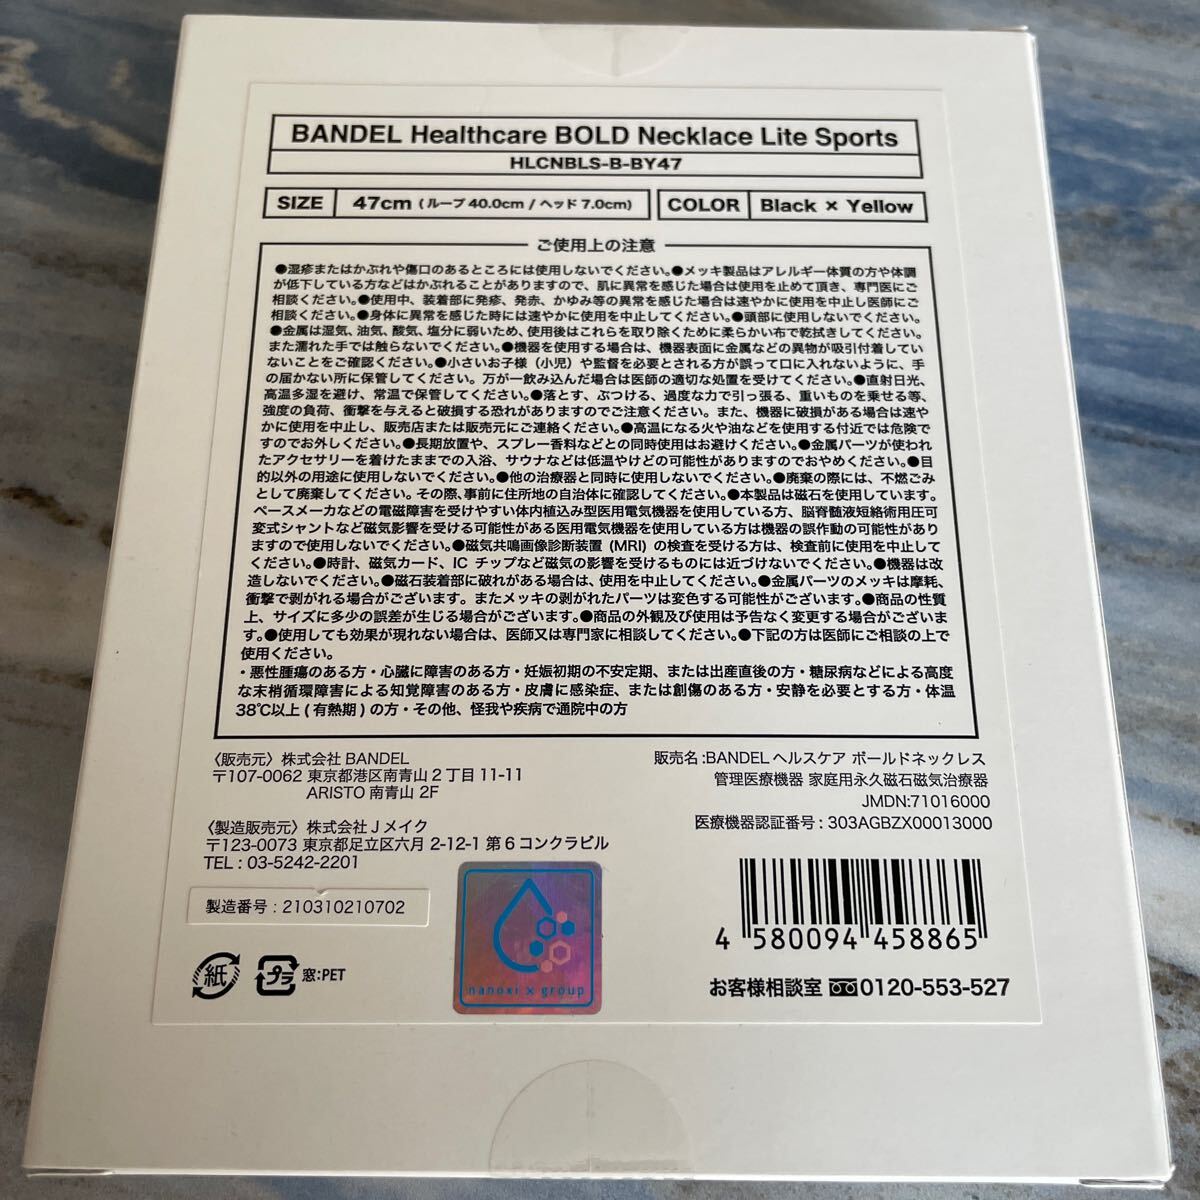 BANDEL Healthcare BOLD Necklace Lite Sports
HLCNBLS-B-BY47
SIZE 47cm (ループ 40.0cm / ヘッド 7.0cm) COLOR Black × Yellow
ご使用上の注意
●湿疹またはかぶれや傷口のあるところには使用しないでください。●メッキ製品はアレルギー体質の方や体調
が低下している方などはかぶれることがありますので、肌に異常を感じた場合は使用を止めて頂き、専門医にご
相談ください。●使用中、装着部に発疹、発赤、かゆみ等の異常を感じた場合は速やかに使用を中止し医師にご
相談ください。●身体に異常を感じた時には速やかに使用を中止してください。●頭部に使用しないでください。
●金属は湿気、油気、酸気、塩分に弱いため、使用後はこれらを取り除くために柔らかい布で乾拭きしてください。
また濡れた手では触らないでください。●機器を使用する場合は、機器表面に金属などの異物が吸引付着してい
ないことをご確認ください。●小さいお子様（小児）や監督を必要とされる方が誤って口に入れないように、手
の届かない所に保管してください。万が一飲み込んだ場合は医師の適切な処置を受けてください。●直射日光、
高温多湿を避け、常温で保管してください。●落とす、ぶつける、過度な力で引っ張る、重いものを乗せる等、
強度の負荷、衝撃を与えると破損する恐れがありますのでご注意ください。また、機器に破損がある場合は速や
かに使用を中止し、販売店または販売元にご連絡ください。●高温になる火や油などを使用する付近では危険で
すのでお外しください。●長期放置や、スプレー香料などとの同時使用はお避けください。●金属パーツが使われ
たアクセサリーを着けたままでの入浴、サウナなどは低温やけどの可能性がありますのでおやめください。●目
的以外の用途に使用しないでください。●他の治療器と同時に使用しないでください。●廃棄の際には、不燃ごみ
として廃棄してください。その際、事前に住所地の自治体に確認してください。●本製品は磁石を使用しています。
ペースメーカなどの電磁障害を受けやすい体内植込み型医用電気機器を使用している方、脳脊髄液短絡術用圧可
変式シャントなど磁気影響を受ける可能性がある医用電気機器を使用している方は機器の誤作動の可能性があり
ますので使用しないでください。●磁気共鳴画像診断装置 (MRI) の検査を受ける方は、検査前に使用を中止して
ください。●時計、磁気カード、IC チップなど磁気の影響を受けるものには近づけないでください。●機器は改
造しないでください。●磁石装着部に破れがある場合は、使用を中止してください。●金属パーツのメッキは摩耗、
衝撃で剥がれる場合がございます。またメッキの剥がれたパーツは変色する可能性がございます。●商品の性質
上、サイズに多少の誤差が生じる場合がございます。●商品の外観及び使用は予告なく変更する場合がございま
す。●使用しても効果が現れない場合は、医師又は専門家に相談してください。●下記の方は医師にご相談の上で
使用ください。
・悪性腫瘍のある方・心臓に障害のある方・妊娠初期の不安定期、または出産直後の方・糖尿病などによる高度
な末梢循環障害による知覚障害のある方・皮膚に感染症、または創傷のある方・安静を必要とする方・体温
38℃以上 ( 有熱期 ) の方・その他、怪我や疾病で通院中の方
〈販売元〉株式会社 BANDEL
〒107-0062 東京都港区南青山 2 丁目 11-11
ARISTO 南青山 2F
〈製造販売元〉株式会社 J メイク
〒123-0073 東京都足立区六月 2-12-1 第 6 コンクラビル
TEL : 03-5242-2201
販売名 :BANDEL ヘルスケア ボールドネックレス
管理医療機器 家庭用永久磁石磁気治療器
JMDN:71016000
医療機器認証番号 : 303AGBZX00013000
製造番号 : 210310210702
紙 プラ 窓:PET
nanoxi × group
4 580094 458865
お客様相談室 0120-553-527